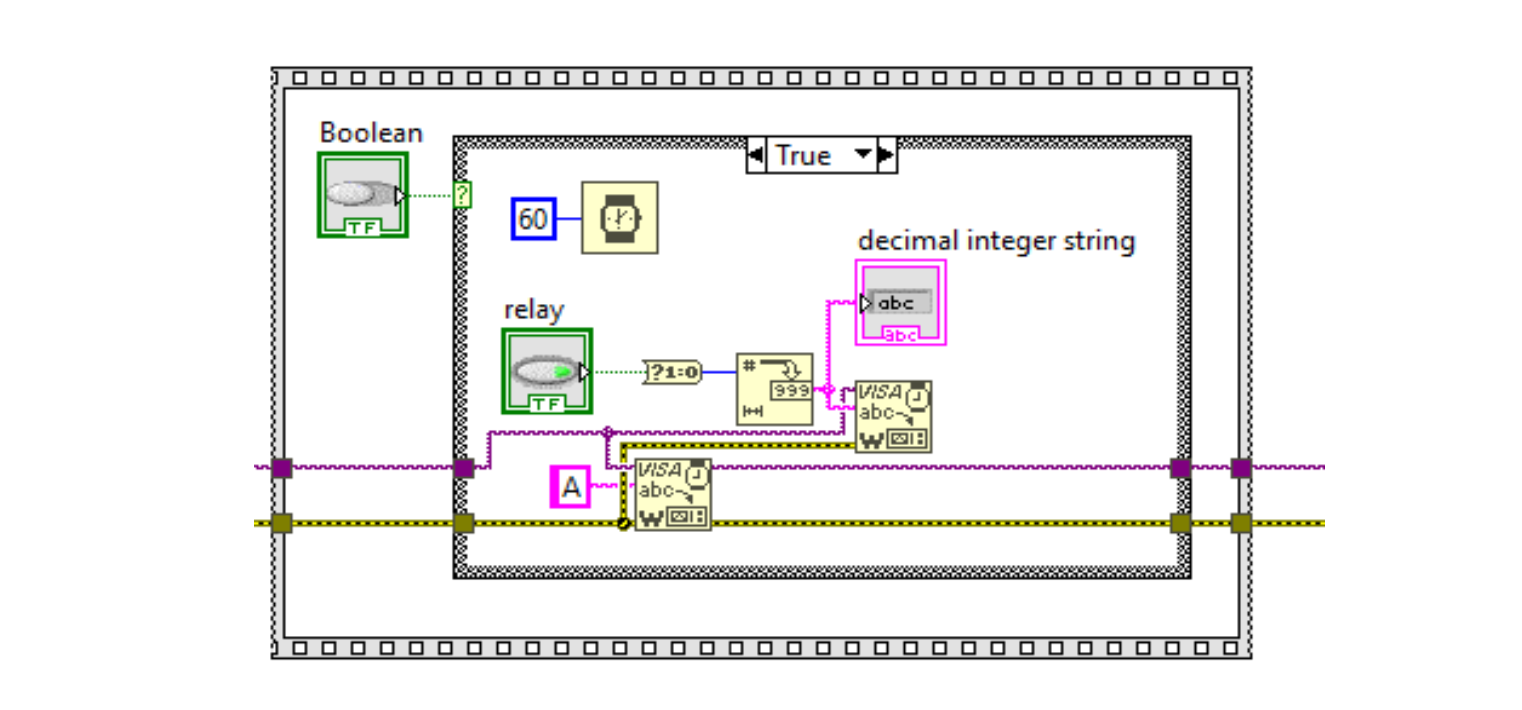 Boolean
TF
True
?
60
decimal integer string
abc
abc
relay
TF
?1:0
#
999
VISA
abc
W
A
VISA
abc
W